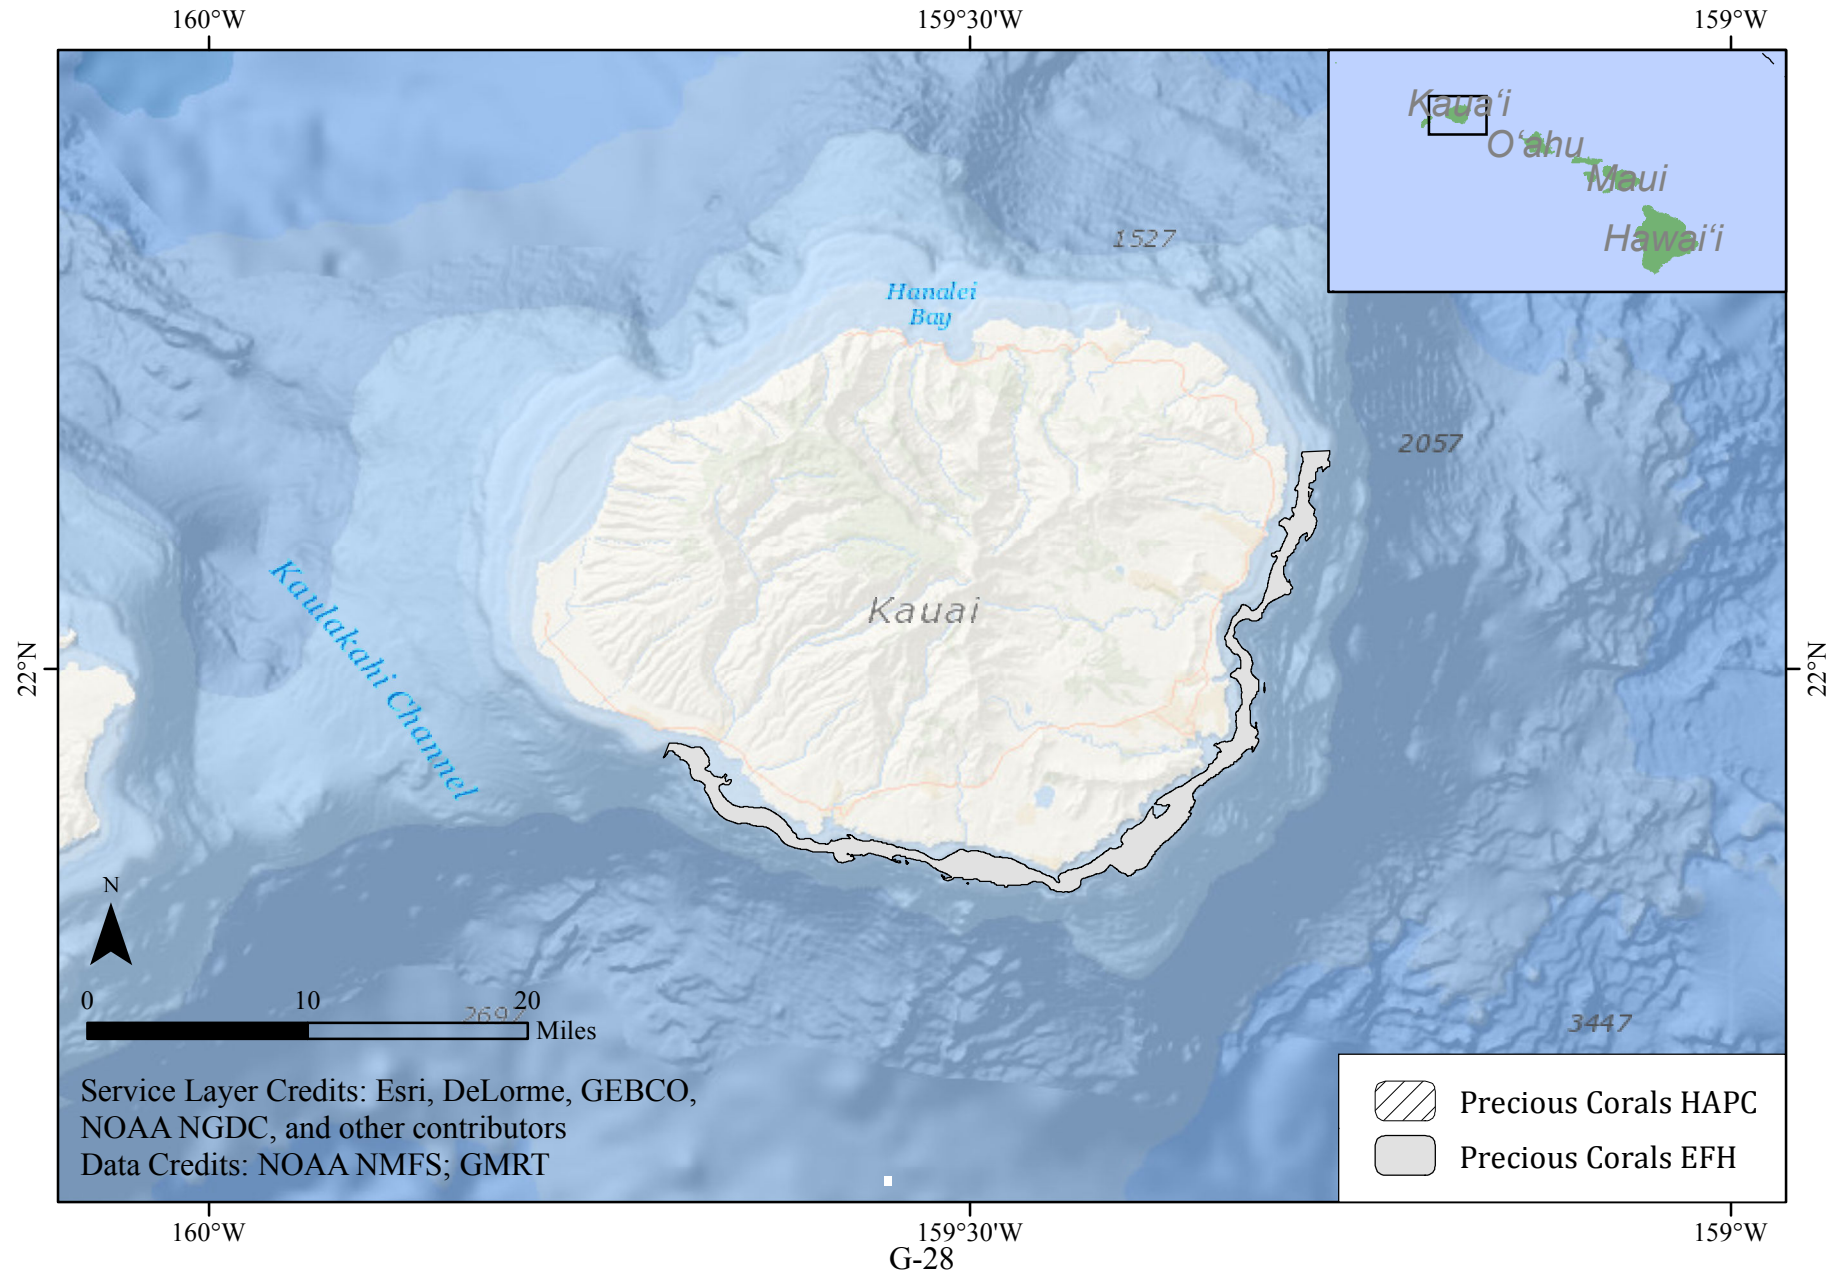 160°W 159°30'W 159°W
Kaua‘i
O‘ahu
Maui
Hawai‘i
1527
Hanalei
Bay
2057
Kauai
Kaulakahi Channel
22°N 22°N
N
0 10 20
Miles
2697
3447
Service Layer Credits: Esri, DeLorme, GEBCO,
NOAA NGDC, and other contributors
Data Credits: NOAA NMFS; GMRT
Precious Corals HAPC
Precious Corals EFH
160°W 159°30'W 159°W
G-28